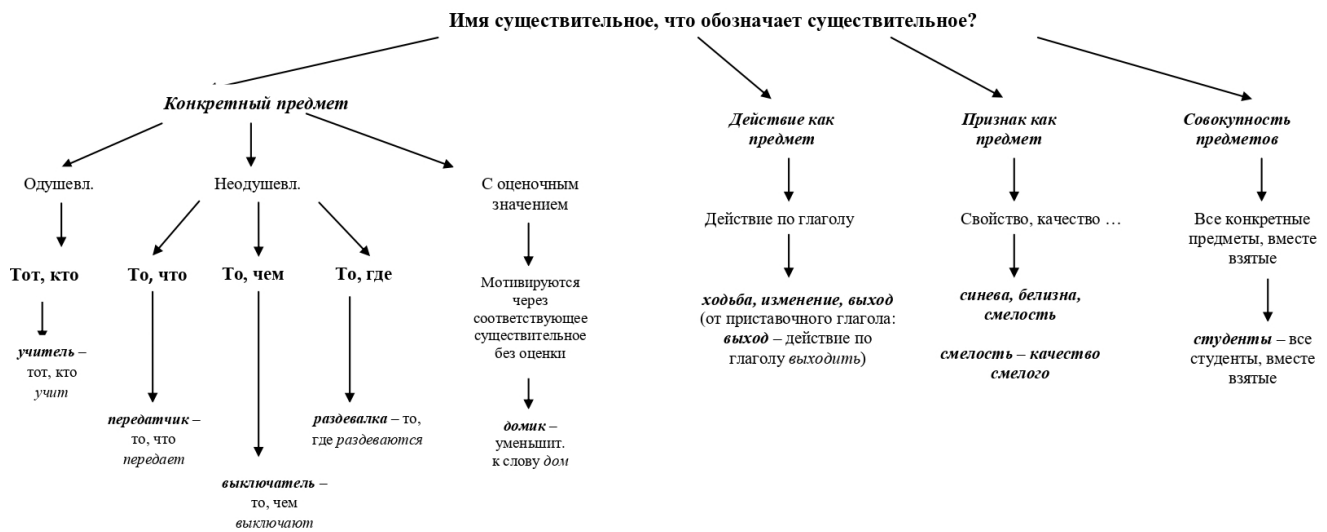 Имя существительное, что обозначает существительное?
Конкретный предмет
Одушевл.
Тот, кто
учитель –
тот, кто
учит
Неодушевл.
То, что
передатчик –
то, что
передает
То, чем
выключатель –
то, чем
выключают
То, где
раздевалка – то,
где раздеваются
С оценочным
значением
Мотивируются
через
соответствующее
существительное
без оценки
домик –
уменьшит.
к слову дом
Действие как
предмет
Действие по глаголу
ходьба, изменение, выход
(от приставочного глагола:
выход – действие по
глаголу выходить)
Признак как
предмет
Свойство, качество …
синева, белизна,
смелость
смелость – качество
смелого
Совокупность
предметов
Все конкретные
предметы, вместе
взятые
студенты – все
студенты, вместе
взятые